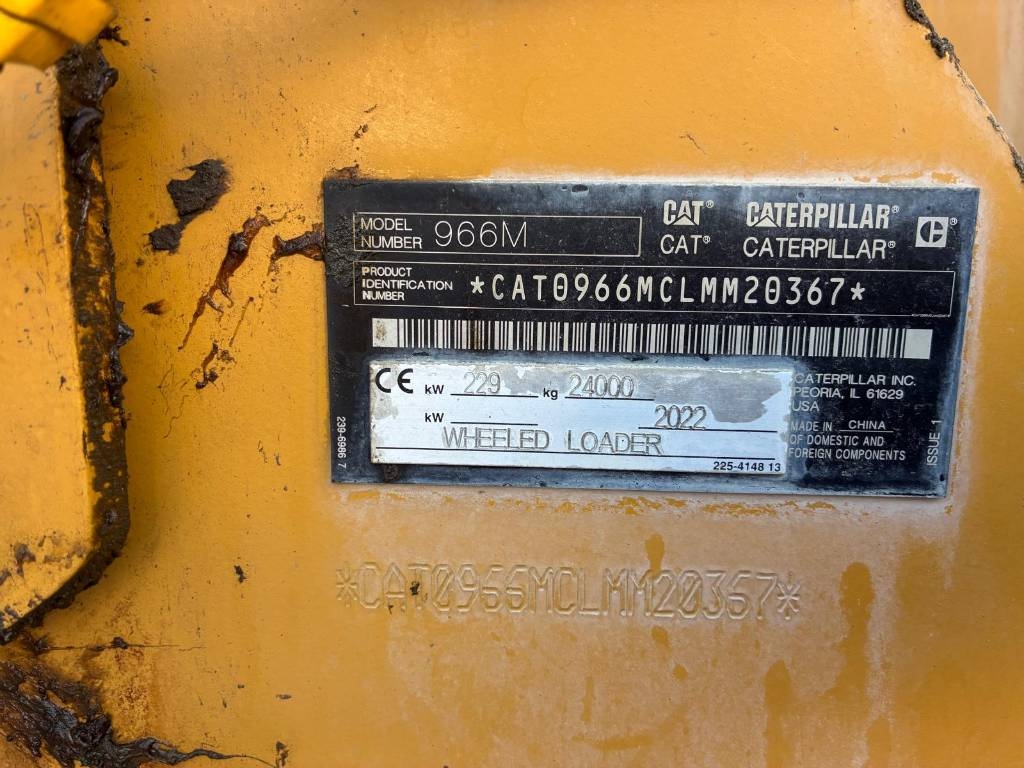 MODEL NUMBER 966M
CAT® CATERPILLAR®
CAT® CATERPILLAR®
PRODUCT IDENTIFICATION NUMBER *CAT0966MCLMM20367*
CE kW 229 kg 24000
kW 2022
WHEELED LOADER
225-4148 13
CATERPILLAR INC.
PEORIA, IL 61629
USA
MADE IN CHINA
OF DOMESTIC AND
FOREIGN COMPONENTS
239-6986 7
ISSUE 1
*CAT0966MCLMM20367*